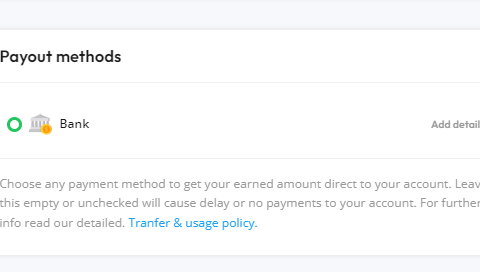 Payout methods
Bank
Add detail
Choose any payment method to get your earned amount direct to your account. Leav
this empty or unchecked will cause delay or no payments to your account. For further
info read our detailed. Tranfer & usage policy.